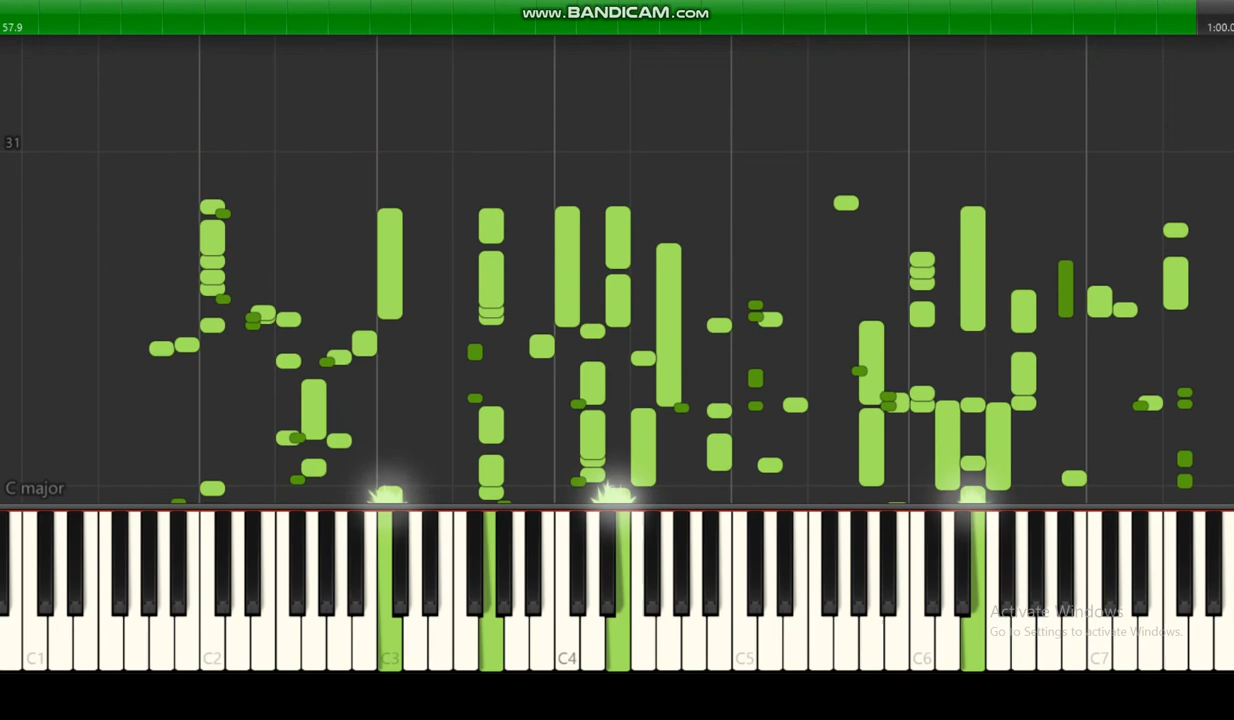 www.BANDICAM.com
57.9
1:00.0
31
C major
Activate Windows
Go to Settings to activate Windows.
C1
C2
C3
C4
C5
C6
C7